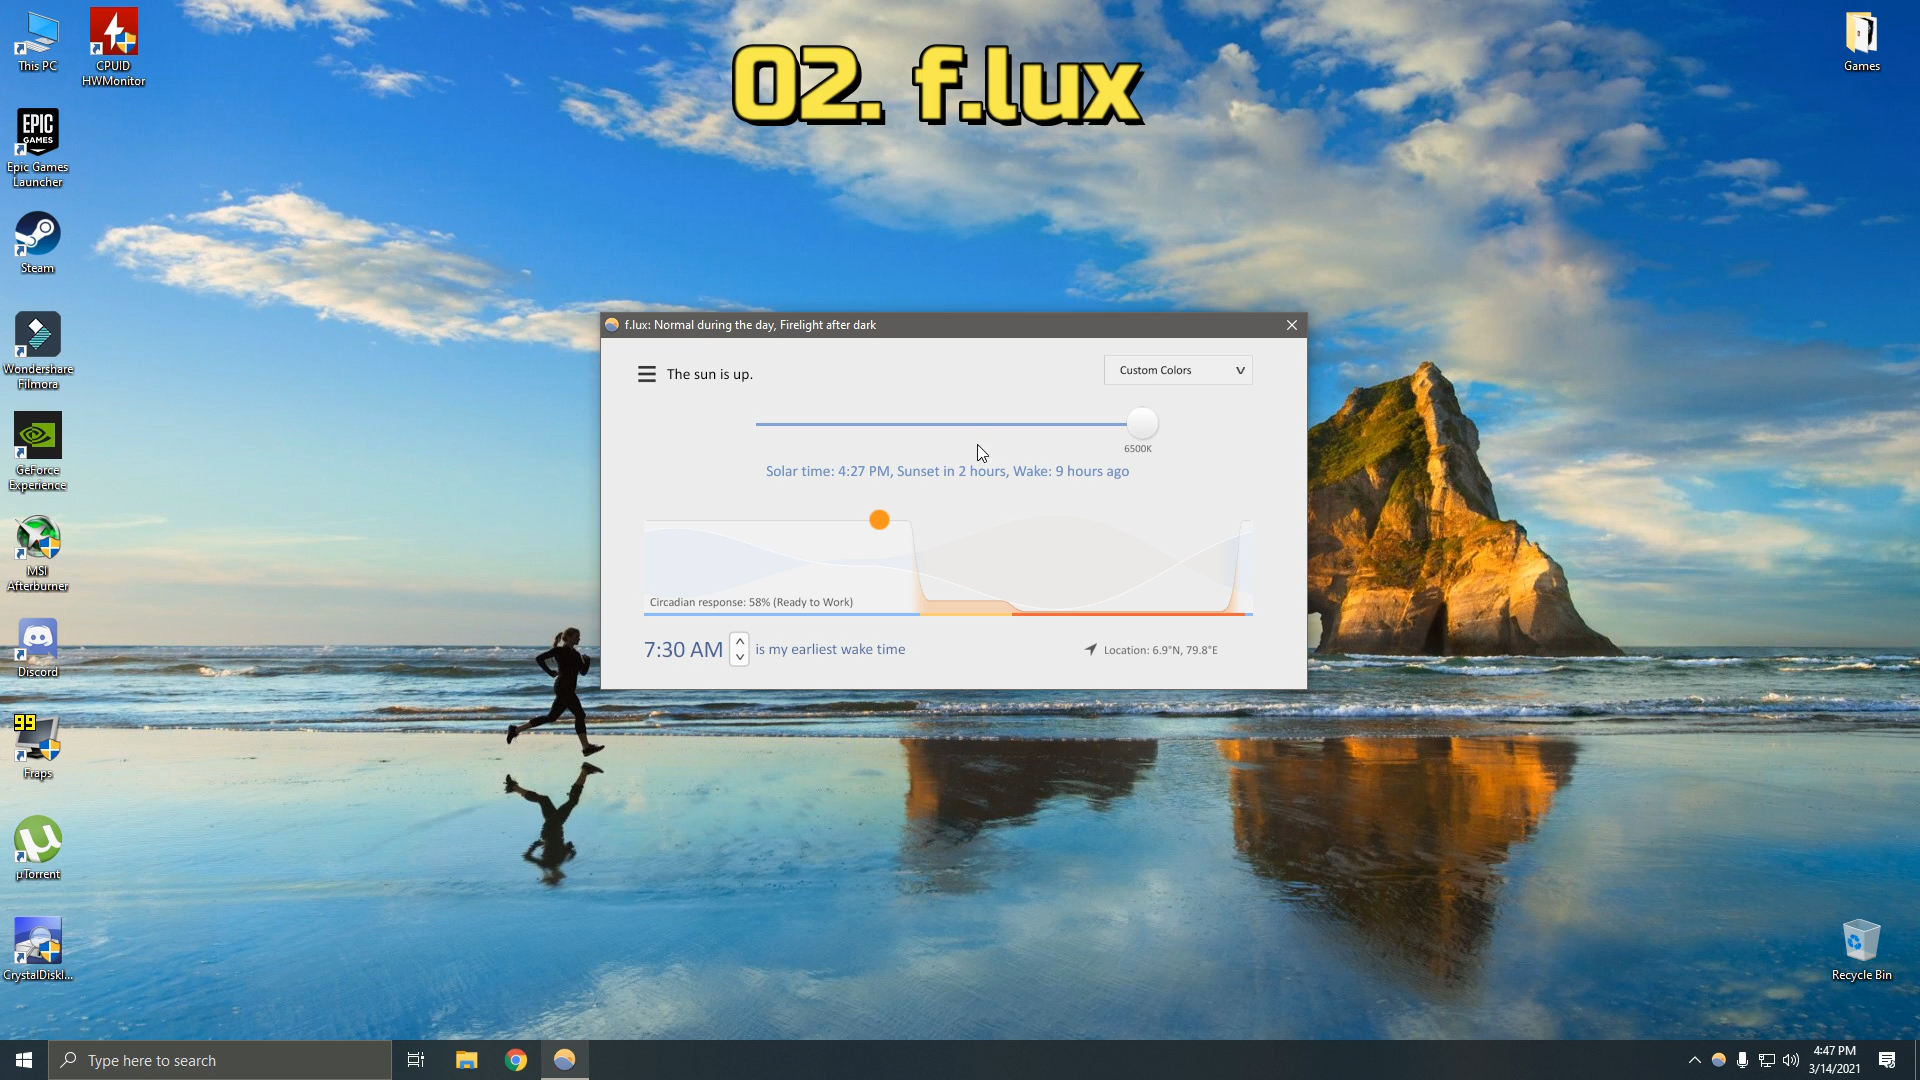 02. f.lux
This PC
CPUID
HWMonitor
Games
EPIC
GAMES
Epic Games
Launcher
Steam
Wondershare
Filmora
GeForce
Experience
MSI
Afterburner
Discord
99
Fraps
µTorrent
CrystalDiskI...
Recycle Bin
f.lux: Normal during the day, Firelight after dark
The sun is up.
Custom Colors
6500K
Solar time: 4:27 PM, Sunset in 2 hours, Wake: 9 hours ago
Circadian response: 58% (Ready to Work)
7:30 AM is my earliest wake time
Location: 6.9°N, 79.8°E
Type here to search
4:47 PM
3/14/2021